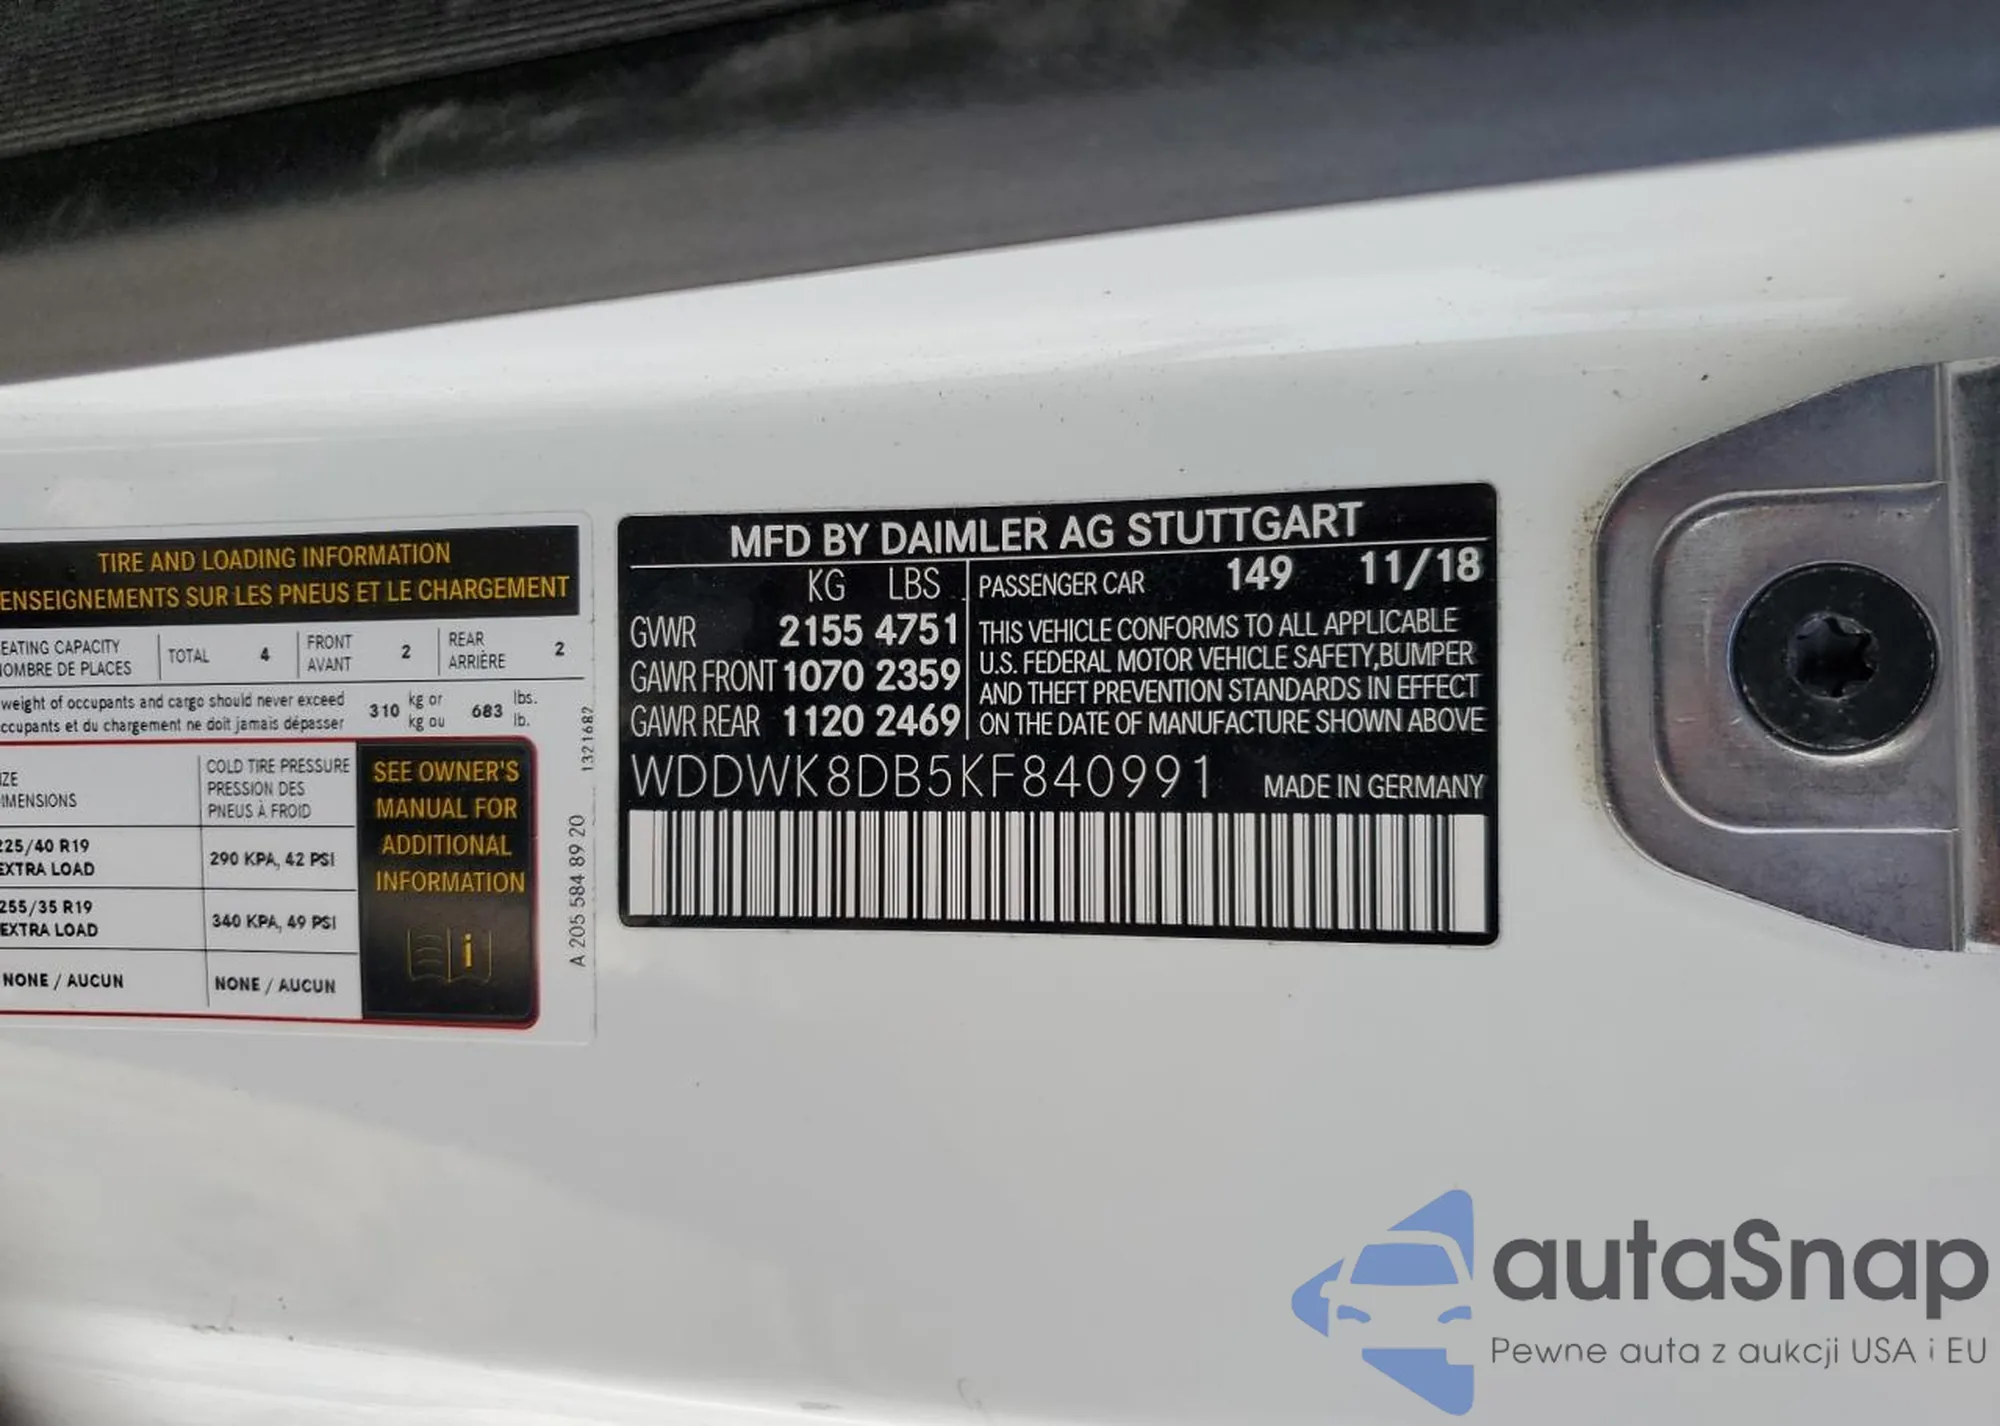 TIRE AND LOADING INFORMATION
ENSEIGNEMENTS SUR LES PNEUS ET LE CHARGEMENT
EATING CAPACITY
NOMBRE DE PLACES
TOTAL 4
FRONT
AVANT
2
REAR
ARRIÈRE
2
weight of occupants and cargo should never exceed
ccupants et du chargement ne doit jamais dépasser
310 kg or
kg ou
683 lbs.
lb.
ZE
IMENSIONS
COLD TIRE PRESSURE
PRESSION DES
PNEUS À FROID
225/40 R19
EXTRA LOAD
290 KPA, 42 PSI
255/35 R19
EXTRA LOAD
340 KPA, 49 PSI
NONE / AUCUN
NONE / AUCUN
SEE OWNER'S
MANUAL FOR
ADDITIONAL
INFORMATION
i
1321682
A 205 584 89 20
MFD BY DAIMLER AG STUTTGART
KG LBS
GVWR 2155 4751
GAWR FRONT 1070 2359
GAWR REAR 1120 2469
PASSENGER CAR 149 11/18
THIS VEHICLE CONFORMS TO ALL APPLICABLE
U.S. FEDERAL MOTOR VEHICLE SAFETY,BUMPER
AND THEFT PREVENTION STANDARDS IN EFFECT
ON THE DATE OF MANUFACTURE SHOWN ABOVE
WDDWK8DB5KF840991
MADE IN GERMANY
autaSnap
Pewne auta z aukcji USA i EU